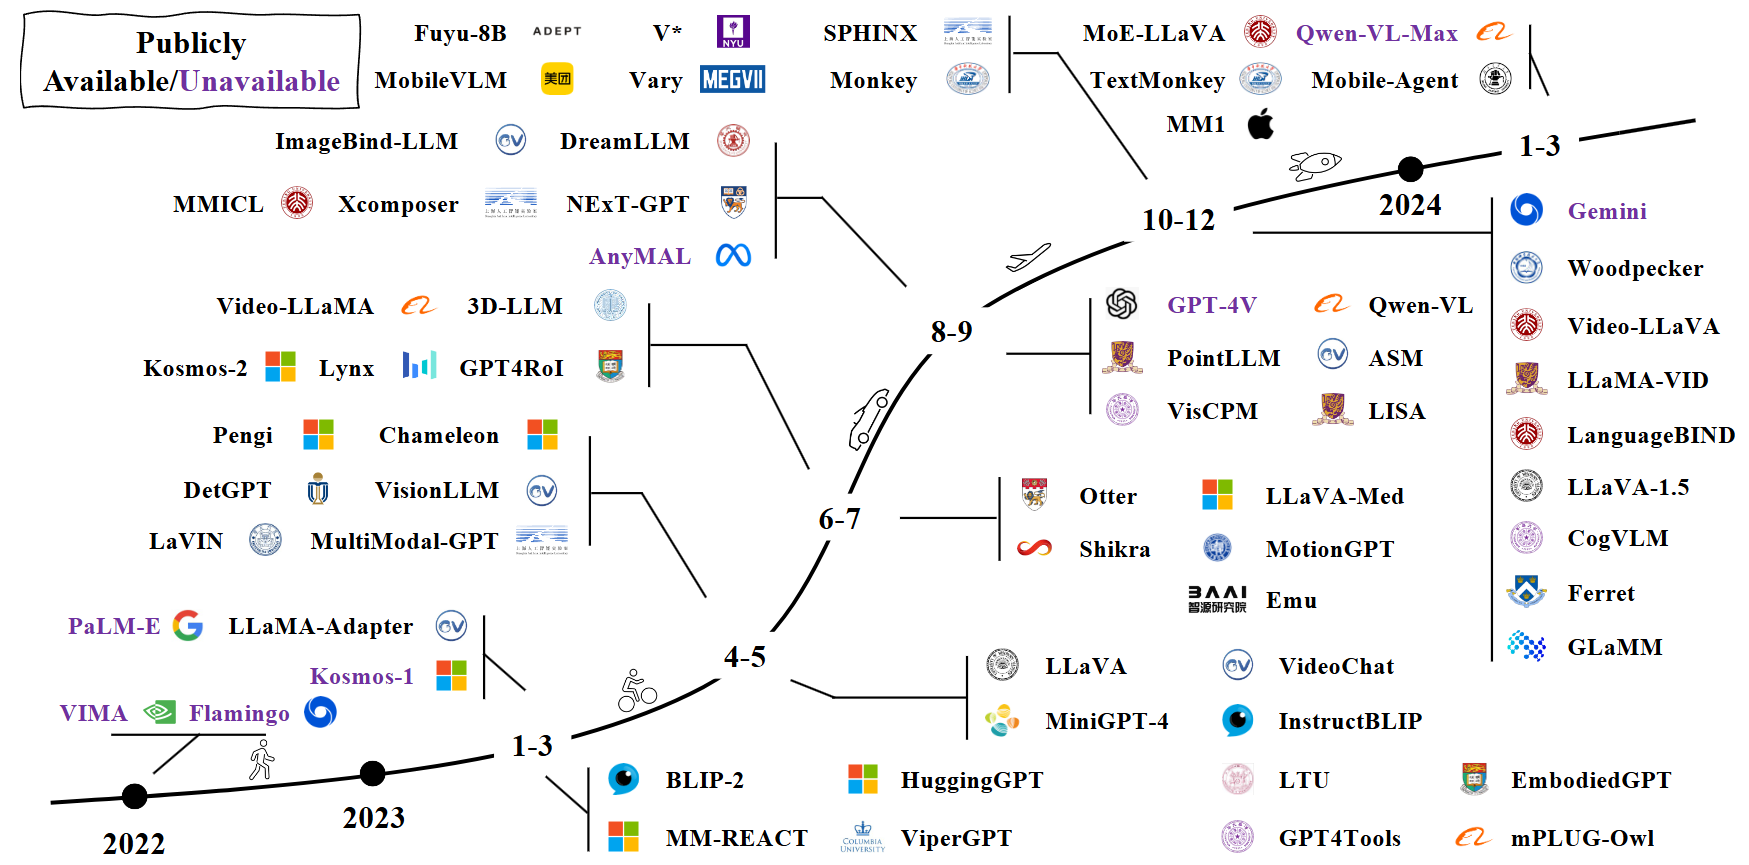 Publicly
Available/Unavailable
Fuyu-8B ADEPT V* NYU SPHINX MoE-LLaVA Qwen-VL-Max
MobileVLM 美团 Vary MEGVII Monkey TextMonkey Mobile-Agent
MM1
ImageBind-LLM DreamLLM
1-3
2024
MMICL Xcomposer NExT-GPT
10-12
Gemini
AnyMAL
Woodpecker
Video-LLaMA 3D-LLM
GPT-4V Qwen-VL
8-9
Video-LLaVA
Kosmos-2 Lynx GPT4RoI
PointLLM ASM
LLaMA-VID
VisCPM LISA
Pengi Chameleon
LanguageBIND
DetGPT VisionLLM
Otter LLaVA-Med
LLaVA-1.5
6-7
LaVIN MultiModal-GPT
Shikra MotionGPT
CogVLM
BAAI
智源研究院 Emu
Ferret
PaLM-E LLaMA-Adapter
GLaMM
4-5
LLaVA VideoChat
Kosmos-1
VIMA Flamingo
MiniGPT-4 InstructBLIP
1-3
BLIP-2 HuggingGPT LTU EmbodiedGPT
2023
2022
MM-REACT COLUMBIA
UNIVERSITY ViperGPT GPT4Tools mPLUG-Owl